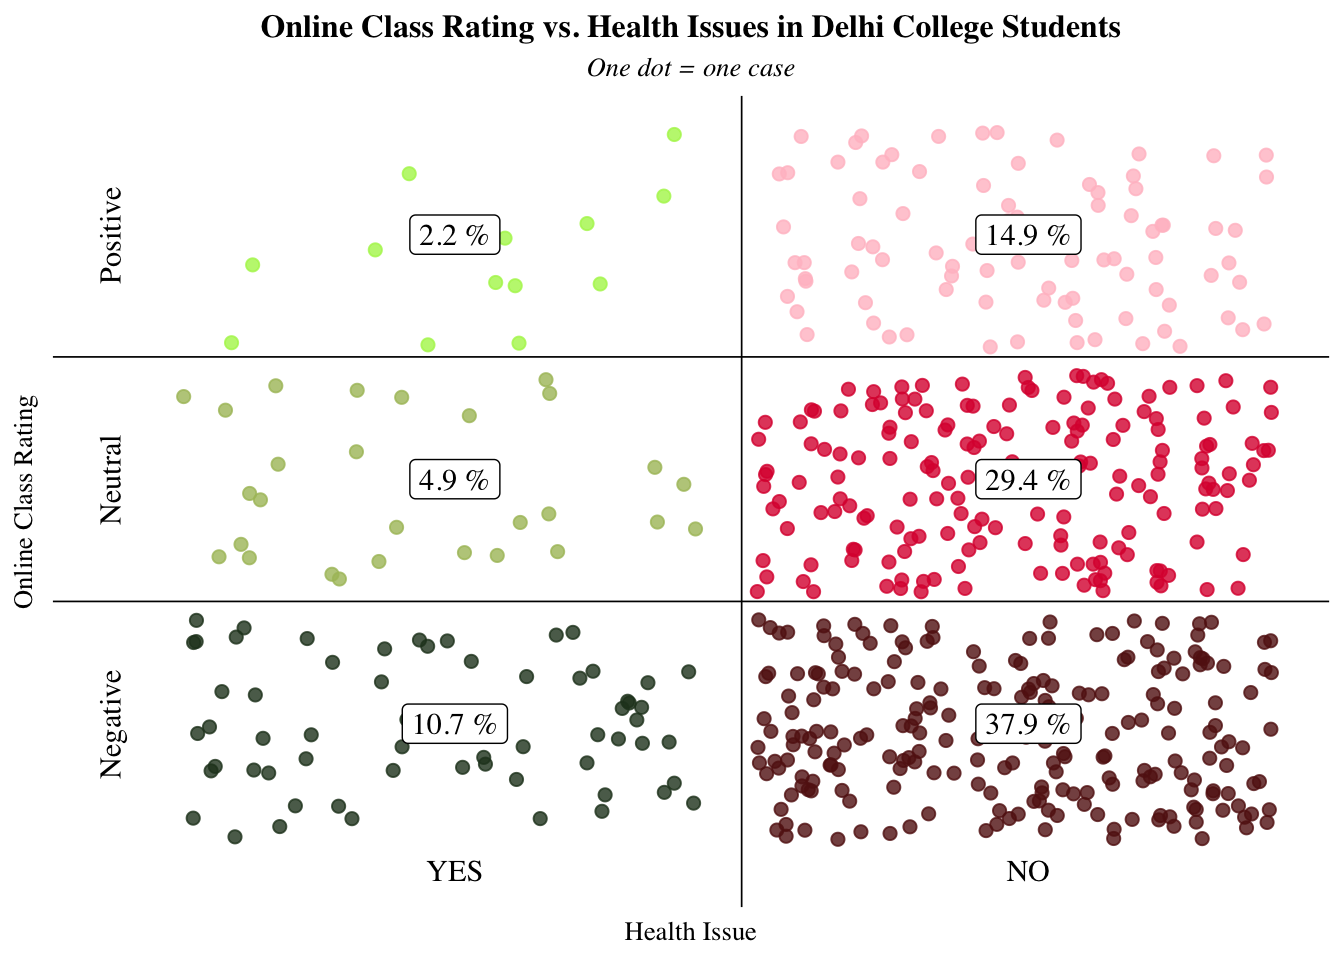 Online Class Rating vs. Health Issues in Delhi College Students
One dot = one case
Online Class Rating
Positive
2.2 %
14.9 %
Neutral
4.9 %
29.4 %
Negative
10.7 %
37.9 %
YES
NO
Health Issue